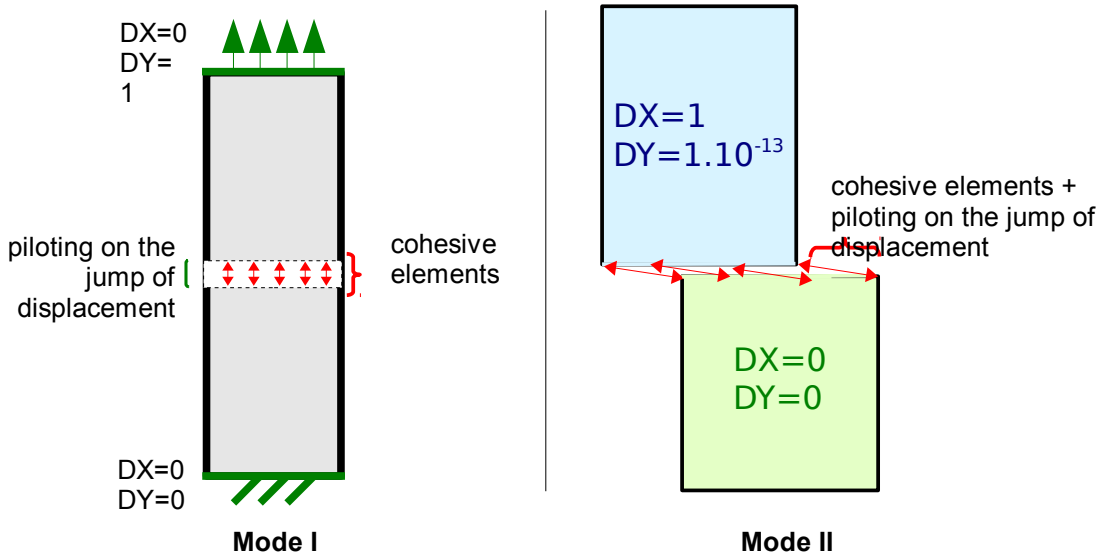 DX=0
DY=
1
piloting on the
jump of
displacement
cohesive
elements
DX=0
DY=0
Mode I
DX=1
DY=1.10⁻¹³
cohesive elements +
piloting on the jump of
displacement
DX=0
DY=0
Mode II